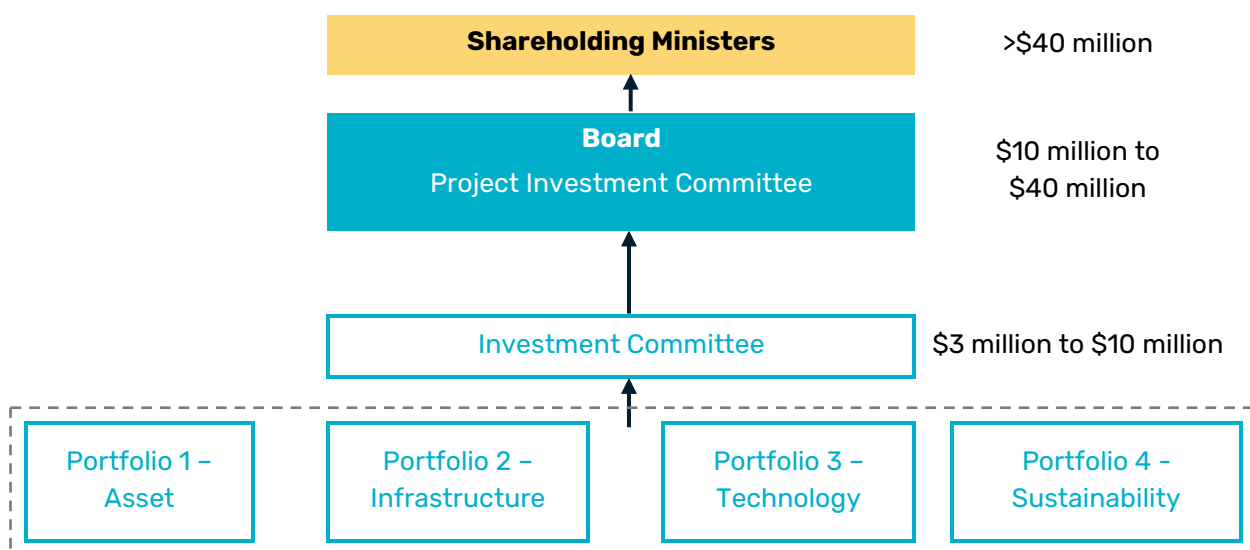 Shareholding Ministers
>$40 million
Board
Project Investment Committee
$10 million to
$40 million
Investment Committee
$3 million to $10 million
Portfolio 1 –
Asset
Portfolio 2 –
Infrastructure
Portfolio 3 –
Technology
Portfolio 4 -
Sustainability